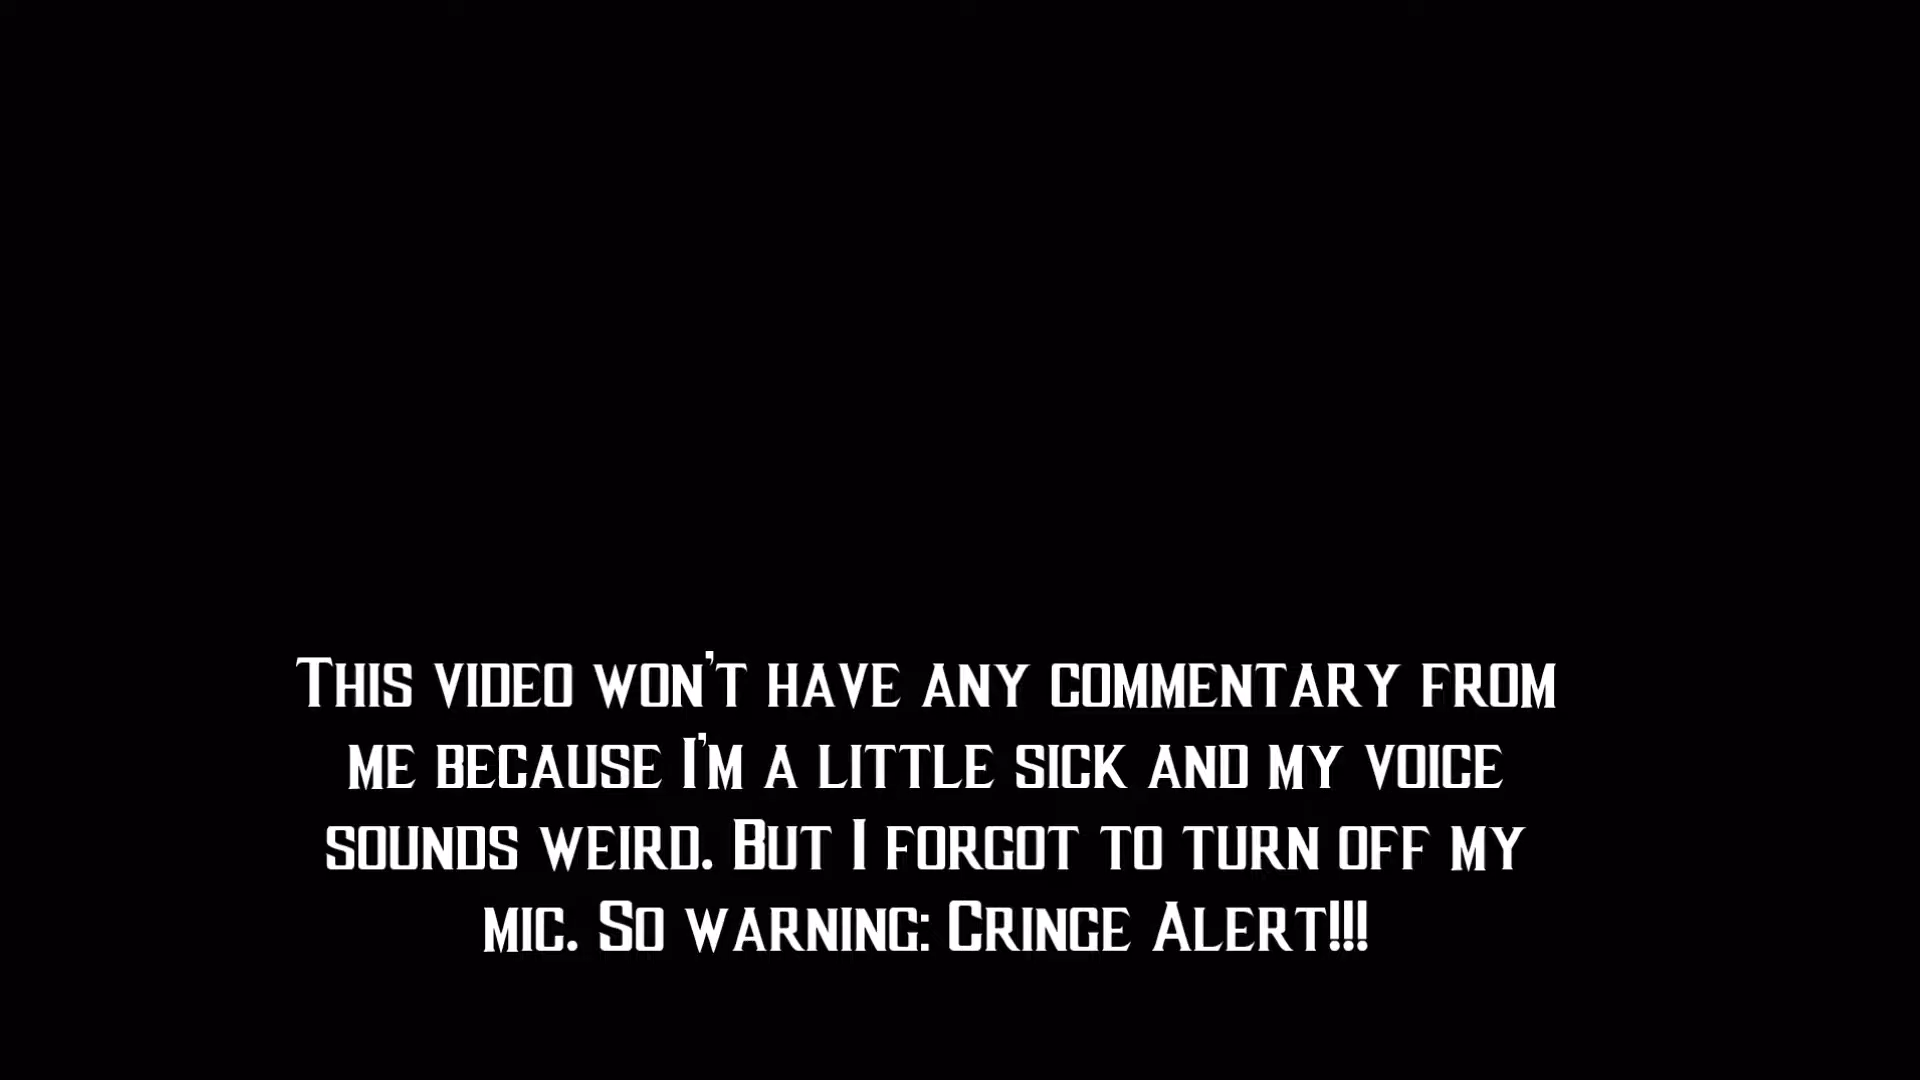 This video won't have any commentary from
me because I'm a little sick and my voice
sounds weird. But I forgot to turn off my
mic. So warning: Cringe Alert!!!